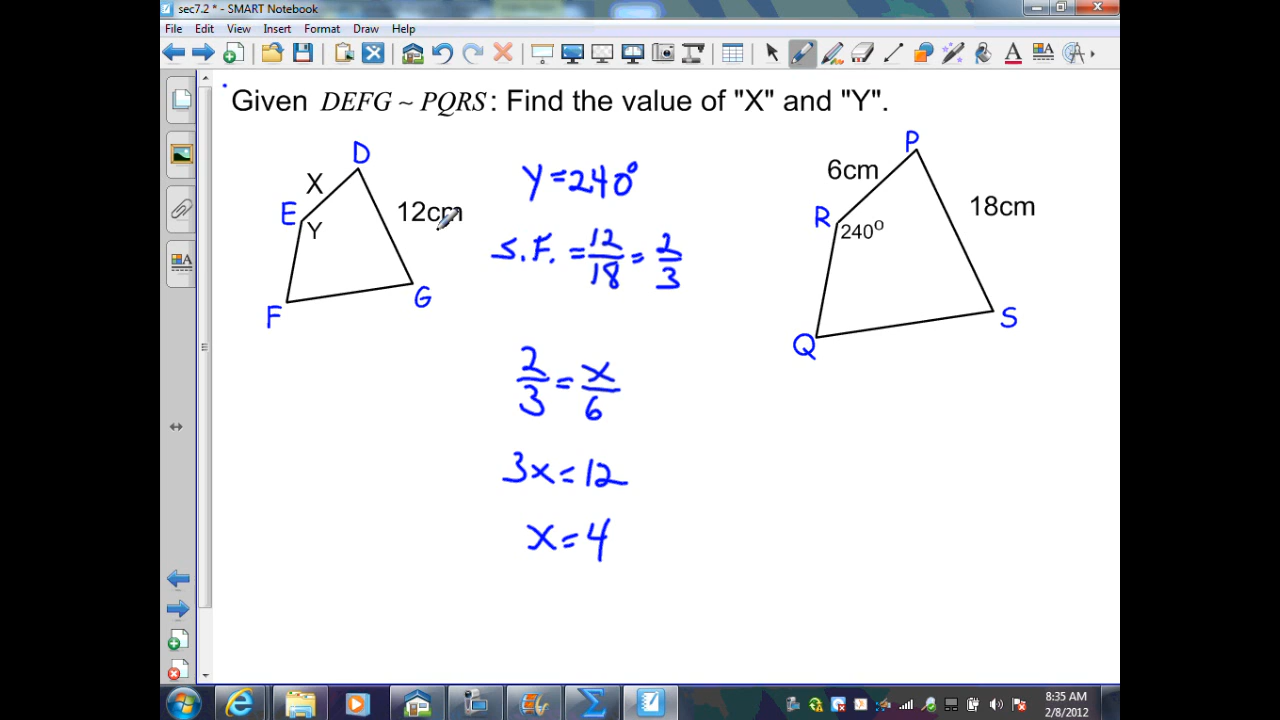 sec7.2 * - SMART Notebook
File Edit View Insert Format Draw Help
Given DEFG ~ PQRS : Find the value of "X" and "Y".
D
X
E
Y
12cm
F
G
Y = 240°
S.F. = 12/18 = 2/3
2/3 = x/6
3x = 12
x = 4
P
6cm
R
240°
18cm
S
Q
8:35 AM
2/8/2012